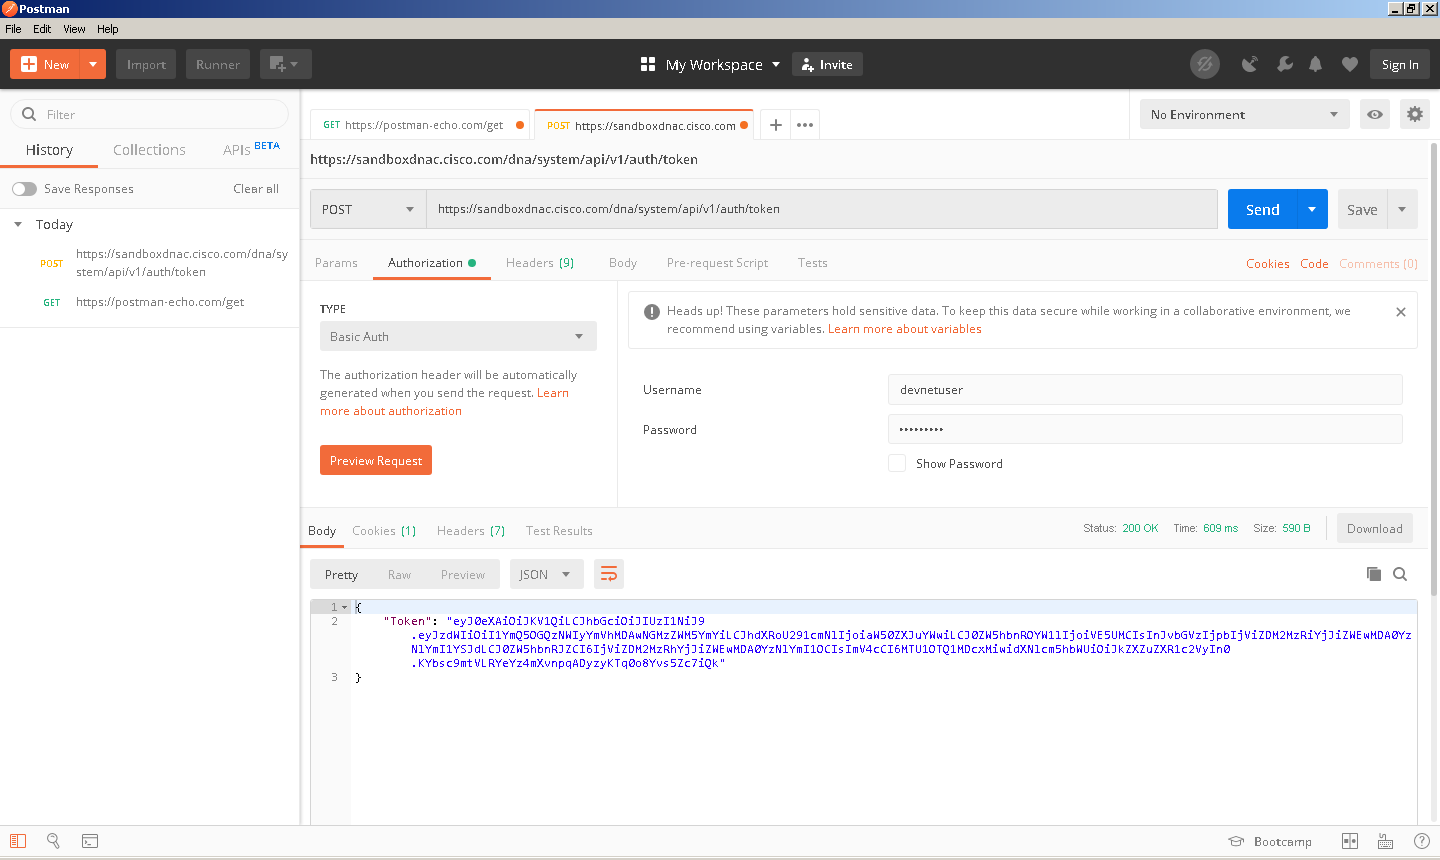 Postman
File Edit View Help
New Import Runner My Workspace Invite Sign In
Filter
History Collections APIs BETA
Save Responses Clear all
Today
POST https://sandboxdnac.cisco.com/dna/sy
stem/api/v1/auth/token
GET https://postman-echo.com/get
GET https://postman-echo.com/get POST https://sandboxdnac.cisco.com + ••• No Environment
https://sandboxdnac.cisco.com/dna/system/api/v1/auth/token
POST https://sandboxdnac.cisco.com/dna/system/api/v1/auth/token Send Save
Params Authorization Headers (9) Body Pre-request Script Tests Cookies Code Comments (0)
TYPE
Basic Auth
The authorization header will be automatically
generated when you send the request. Learn
more about authorization
Preview Request
Heads up! These parameters hold sensitive data. To keep this data secure while working in a collaborative environment, we
recommend using variables. Learn more about variables
Username devnetuser
Password •••••••••
Show Password
Body Cookies (1) Headers (7) Test Results Status: 200 OK Time: 609 ms Size: 590 B Download
Pretty Raw Preview JSON
1 {
2 "Token": "eyJ0eXAiOiJKV1QiLCJhbGciOiJIUzI1NiJ9
3 }
Bootcamp